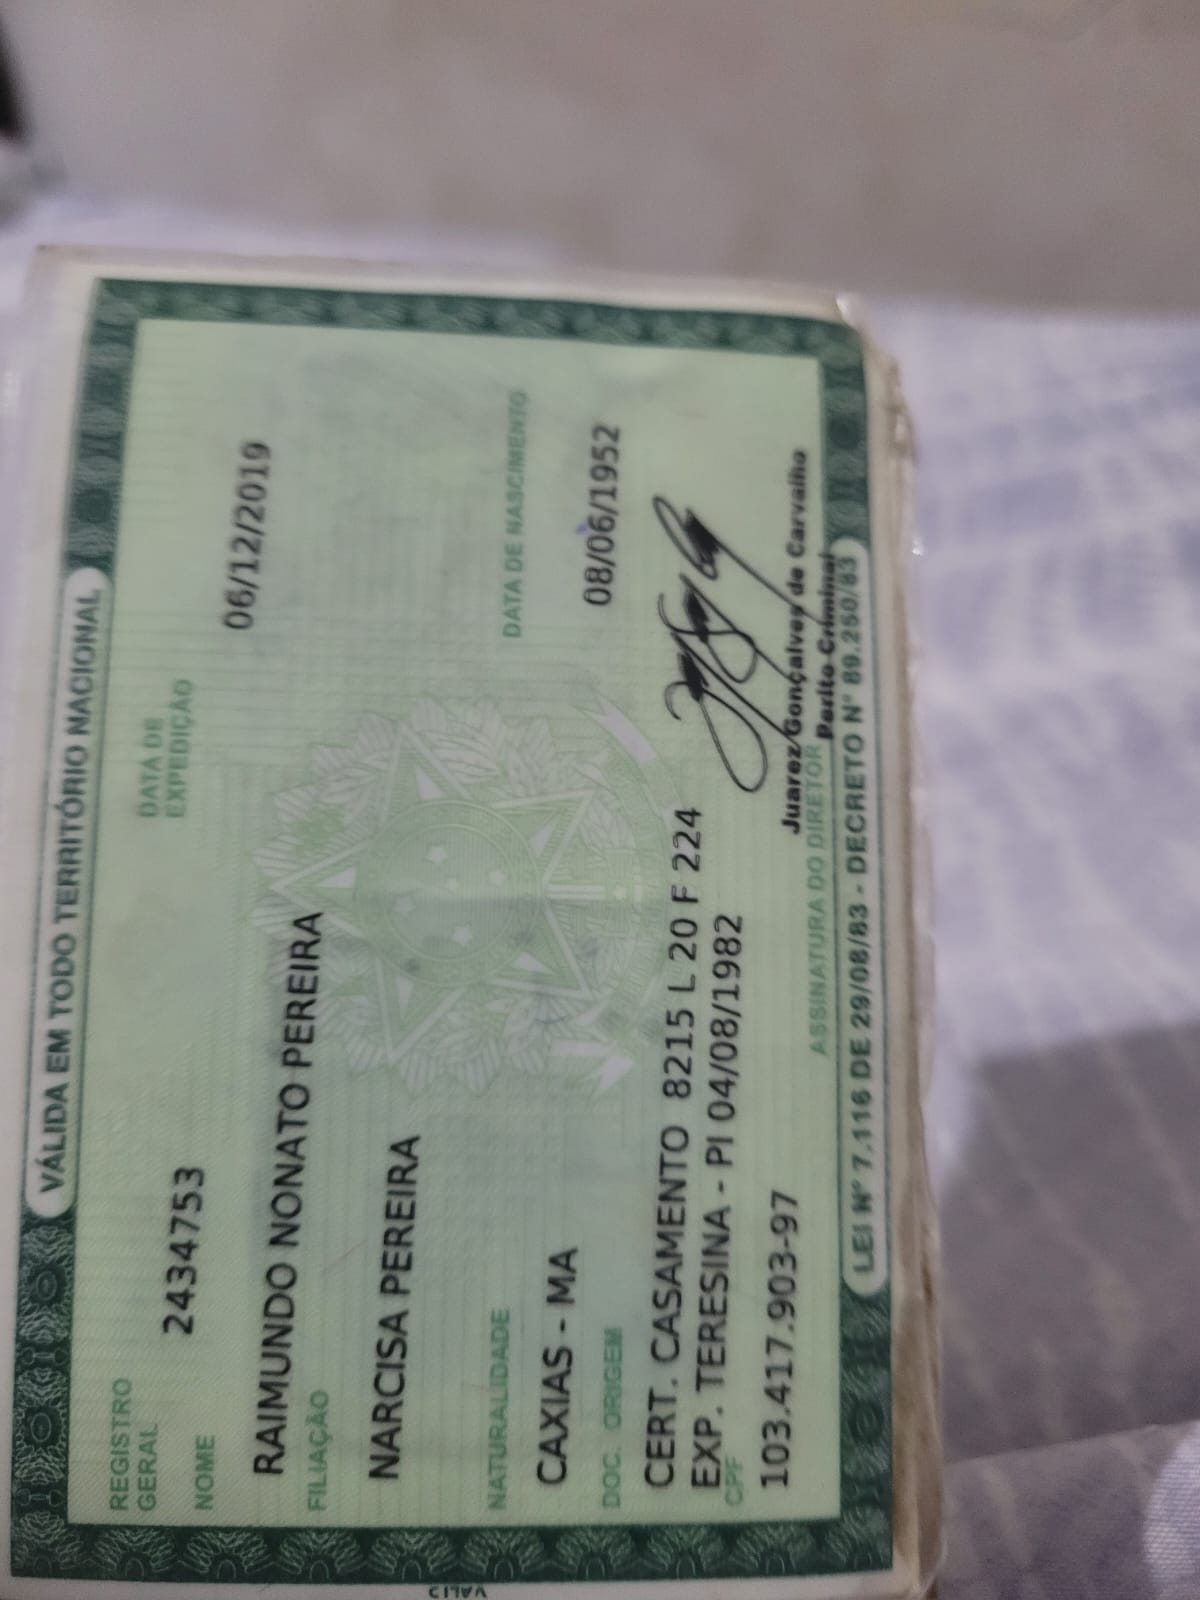 VÁLIDA EM TODO TERRITÓRIO NACIONAL
REGISTRO GERAL
2434753
DATA DE EXPEDIÇÃO
06/12/2019
NOME
RAIMUNDO NONATO PEREIRA
FILIAÇÃO
NARCISA PEREIRA
NATURALIDADE
DATA DE NASCIMENTO
CAXIAS - MA
08/06/1952
DOC. ORIGEM
CERT. CASAMENTO 8215 L 20 F 224
EXP. TERESINA - PI 04/08/1982
CPF
103.417.903-97
Juarez Gonçalves de Carvalho
Perito Criminal
ASSINATURA DO DIRETOR
LEI Nº 7.116 DE 29/08/83 - DECRETO Nº 89.250/83